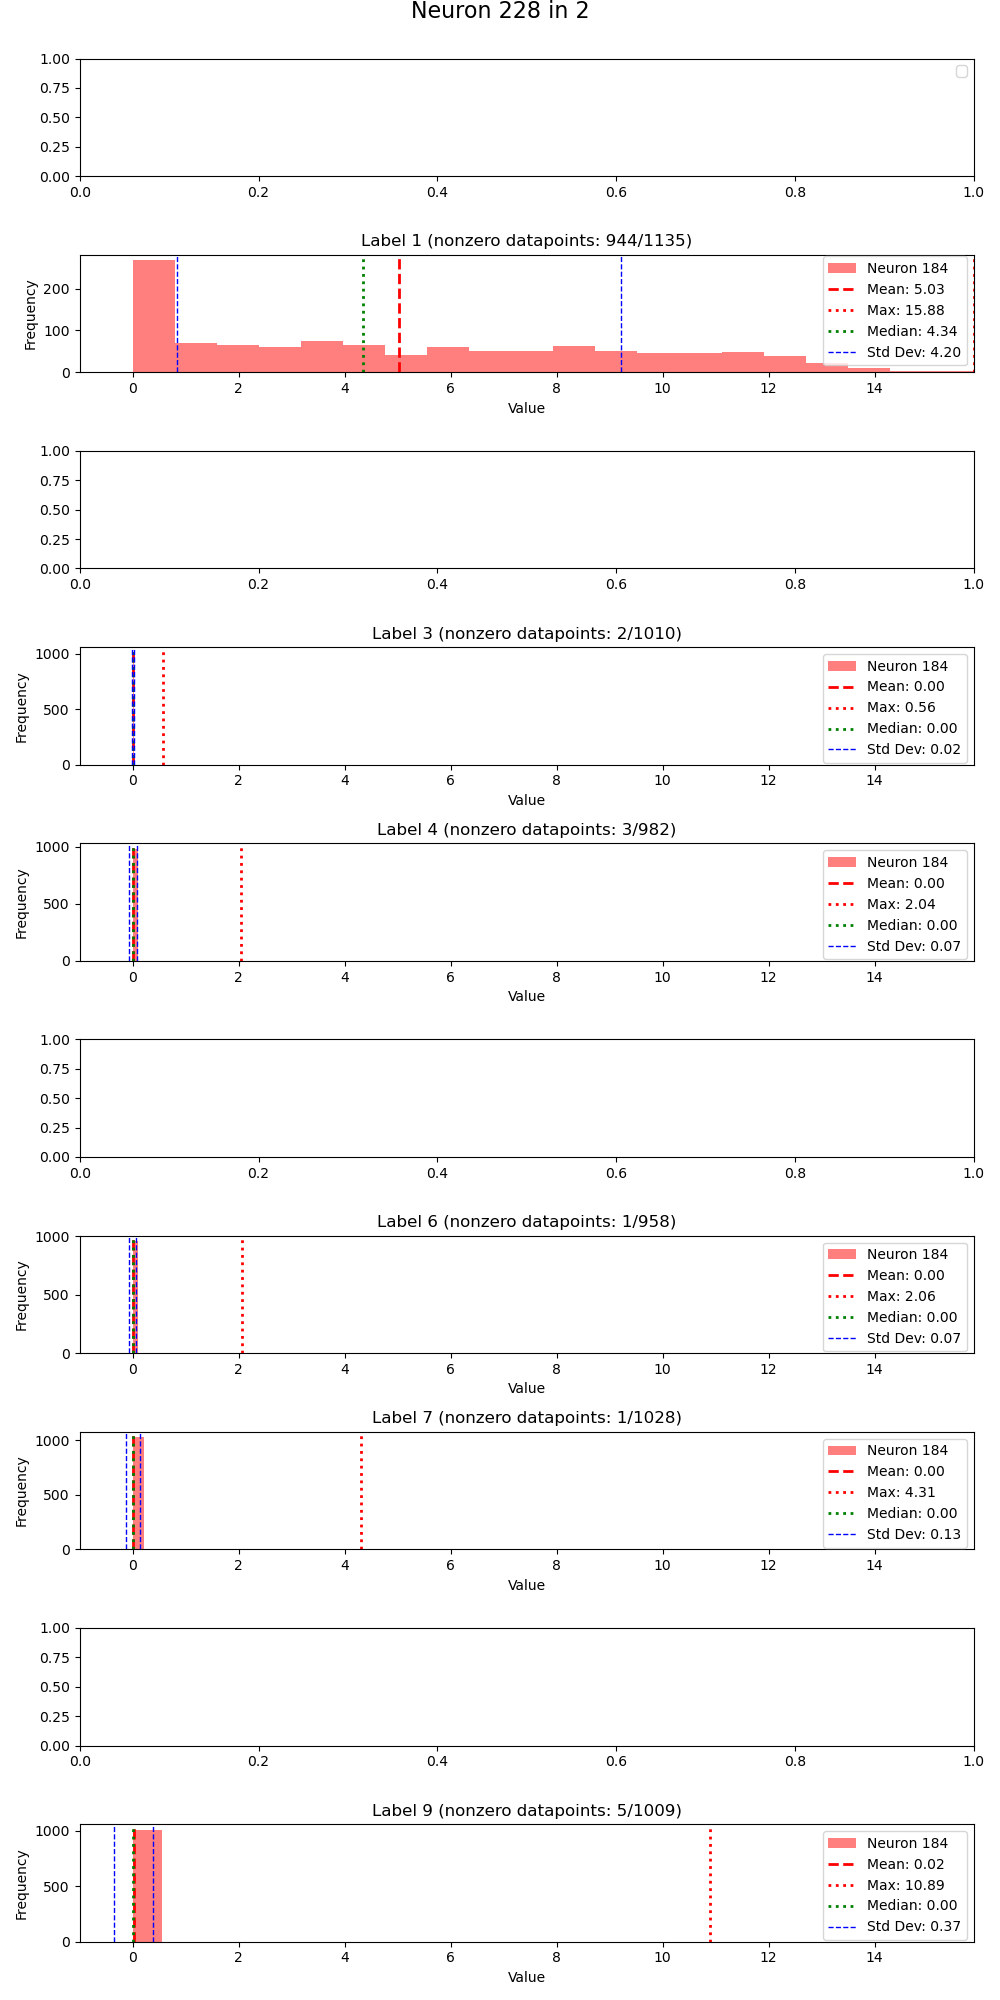 Neuron 228 in 2
1.00
0.75
0.50
0.25
0.00
0.0 0.2 0.4 0.6 0.8 1.0
Label 1 (nonzero datapoints: 944/1135)
Frequency
200
100
0
Neuron 184
Mean: 5.03
Max: 15.88
Median: 4.34
Std Dev: 4.20
0 2 4 6 8 10 12 14
Value
1.00
0.75
0.50
0.25
0.00
0.0 0.2 0.4 0.6 0.8 1.0
Label 3 (nonzero datapoints: 2/1010)
Frequency
1000
500
0
Neuron 184
Mean: 0.00
Max: 0.56
Median: 0.00
Std Dev: 0.02
0 2 4 6 8 10 12 14
Value
Label 4 (nonzero datapoints: 3/982)
Frequency
1000
500
0
Neuron 184
Mean: 0.00
Max: 2.04
Median: 0.00
Std Dev: 0.07
0 2 4 6 8 10 12 14
Value
1.00
0.75
0.50
0.25
0.00
0.0 0.2 0.4 0.6 0.8 1.0
Label 6 (nonzero datapoints: 1/958)
Frequency
1000
500
0
Neuron 184
Mean: 0.00
Max: 2.06
Median: 0.00
Std Dev: 0.07
0 2 4 6 8 10 12 14
Value
Label 7 (nonzero datapoints: 1/1028)
Frequency
1000
500
0
Neuron 184
Mean: 0.00
Max: 4.31
Median: 0.00
Std Dev: 0.13
0 2 4 6 8 10 12 14
Value
1.00
0.75
0.50
0.25
0.00
0.0 0.2 0.4 0.6 0.8 1.0
Label 9 (nonzero datapoints: 5/1009)
Frequency
1000
500
0
Neuron 184
Mean: 0.02
Max: 10.89
Median: 0.00
Std Dev: 0.37
0 2 4 6 8 10 12 14
Value